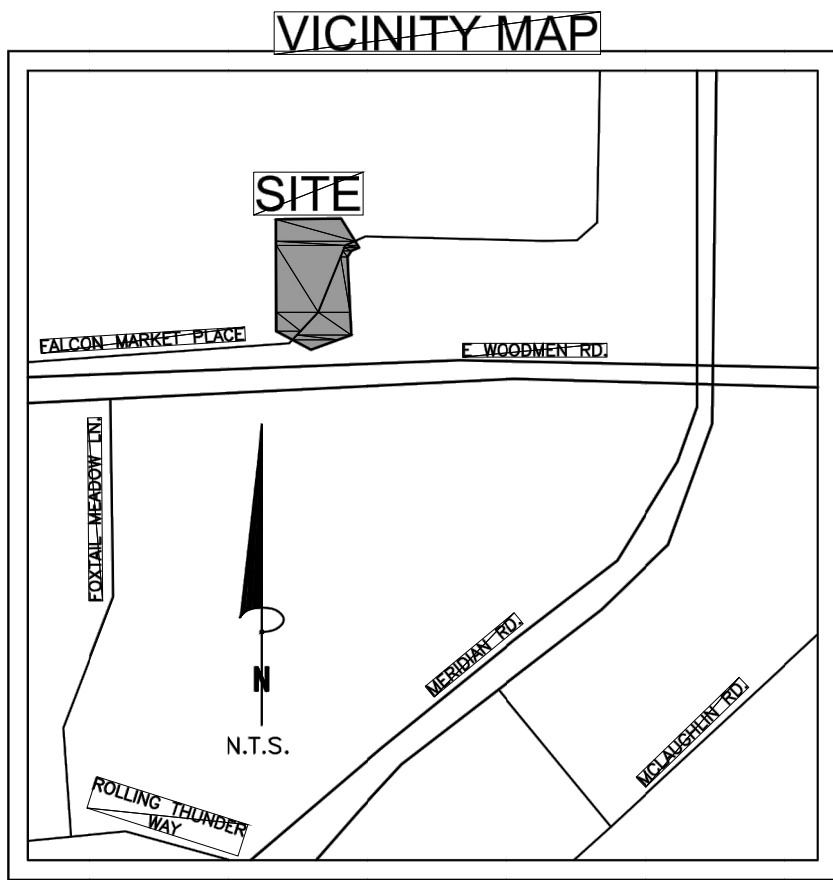 VICINITY MAP
SITE
FALCON MARKET PLACE
E WOODMEN RD.
FOXTAIL MEADOW LN.
MERIDIAN RD.
MCLAUGHLIN RD.
N
N.T.S.
ROLLING THUNDER
WAY